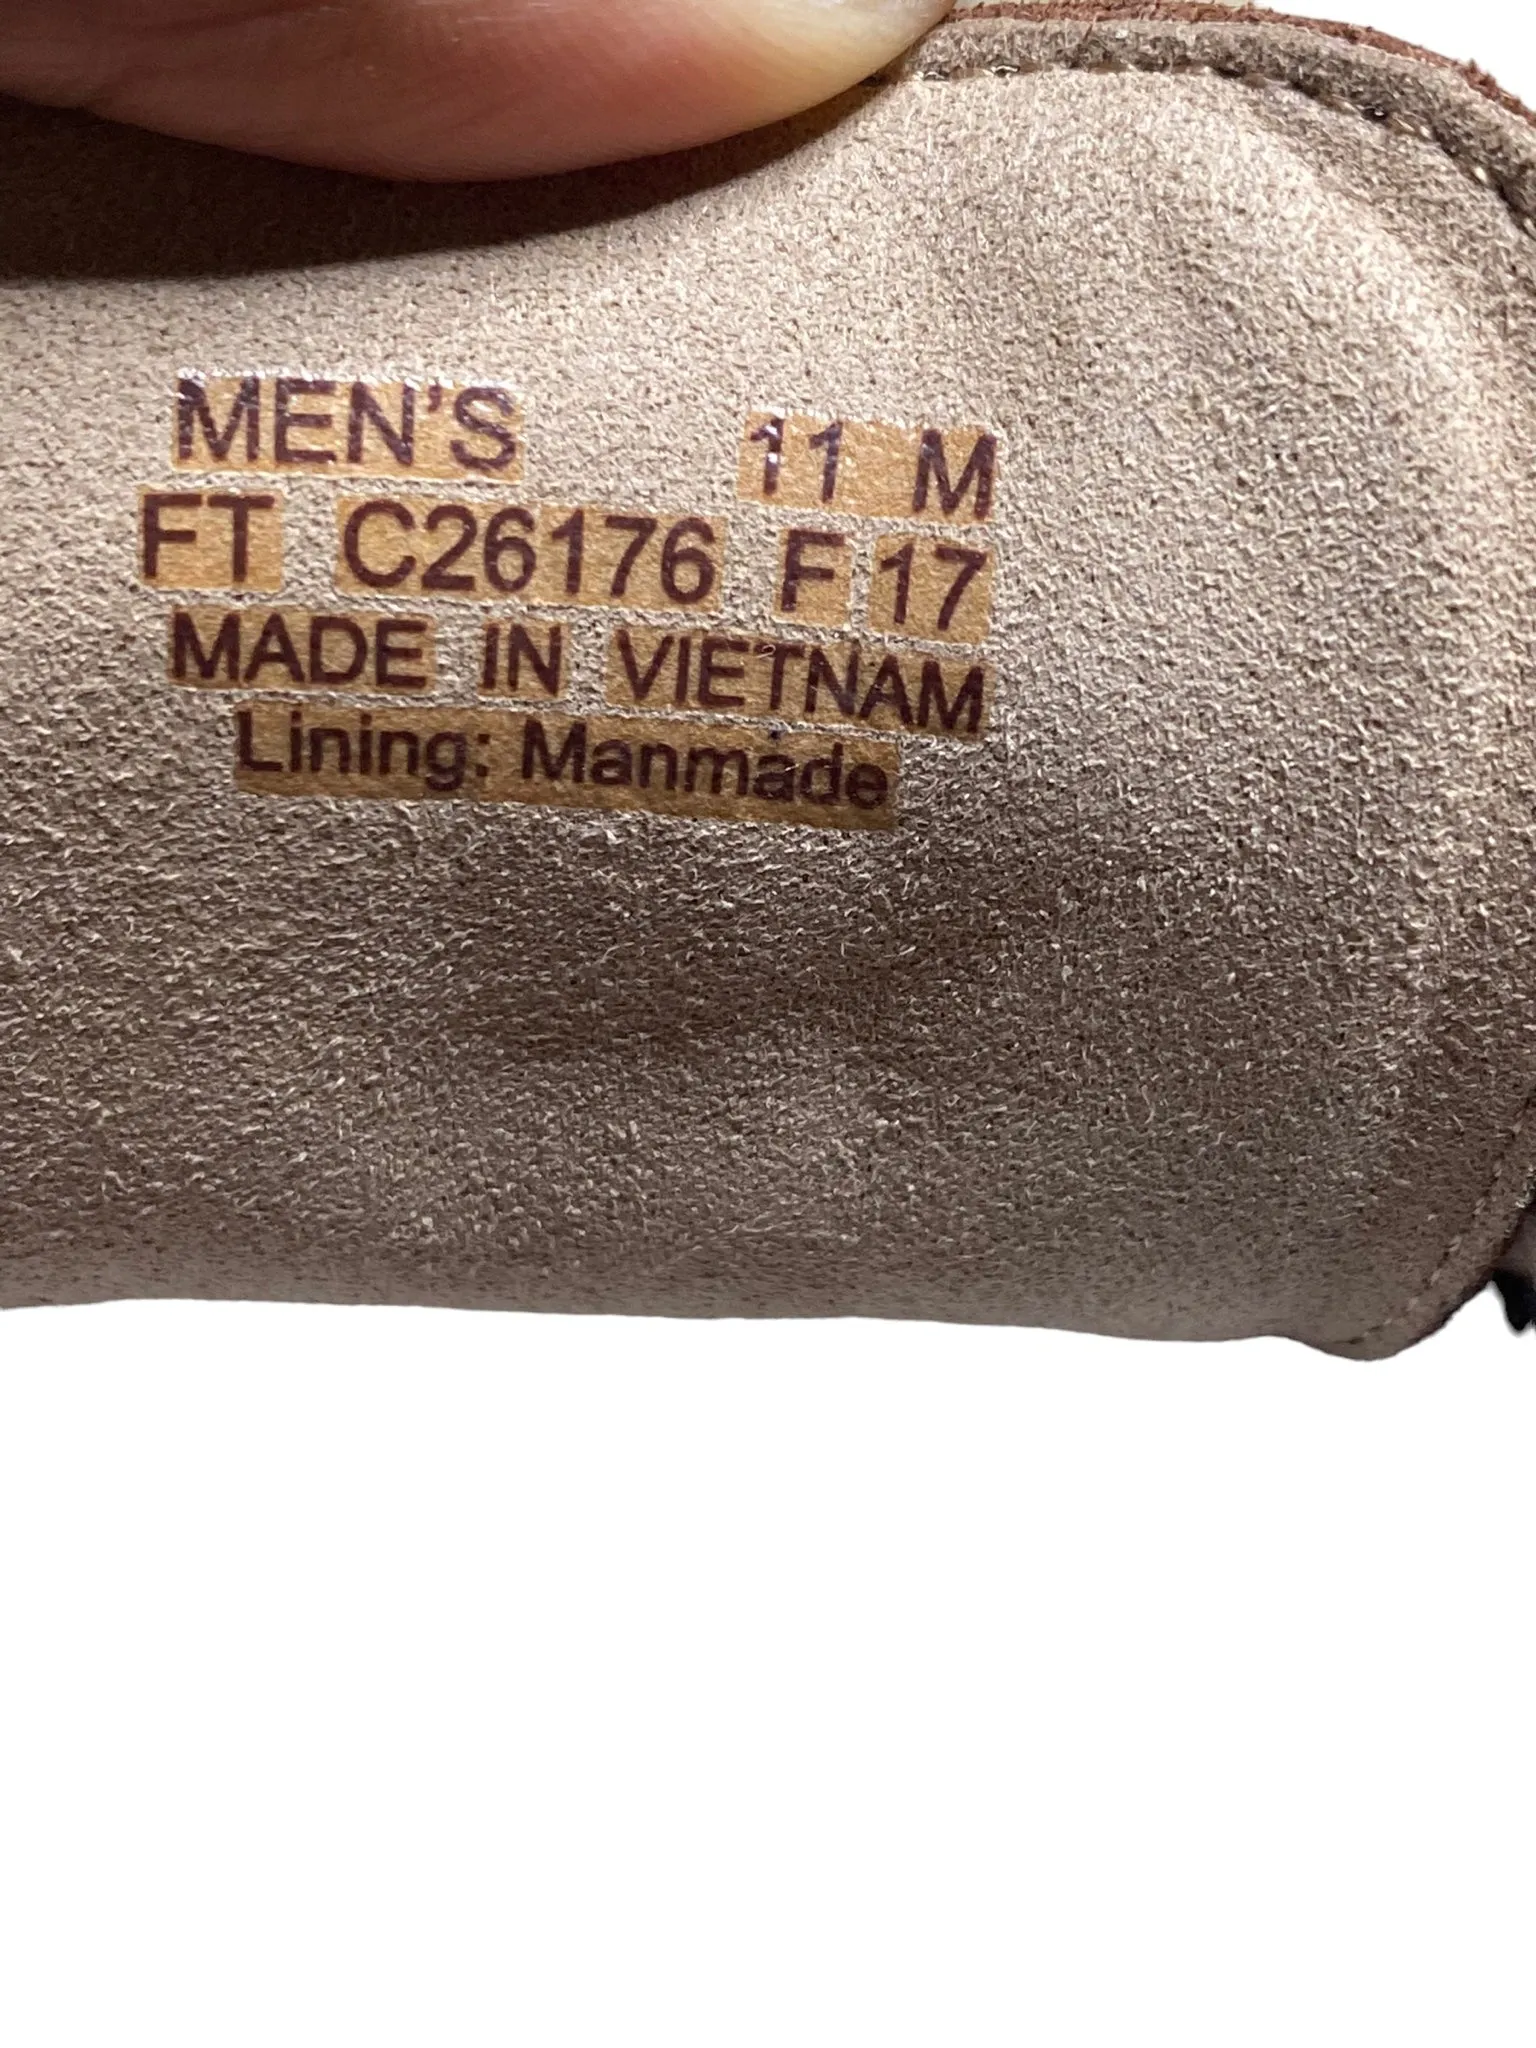 MEN'S 11 M
FT C26176 F 17
MADE IN VIETNAM
Lining: Manmade